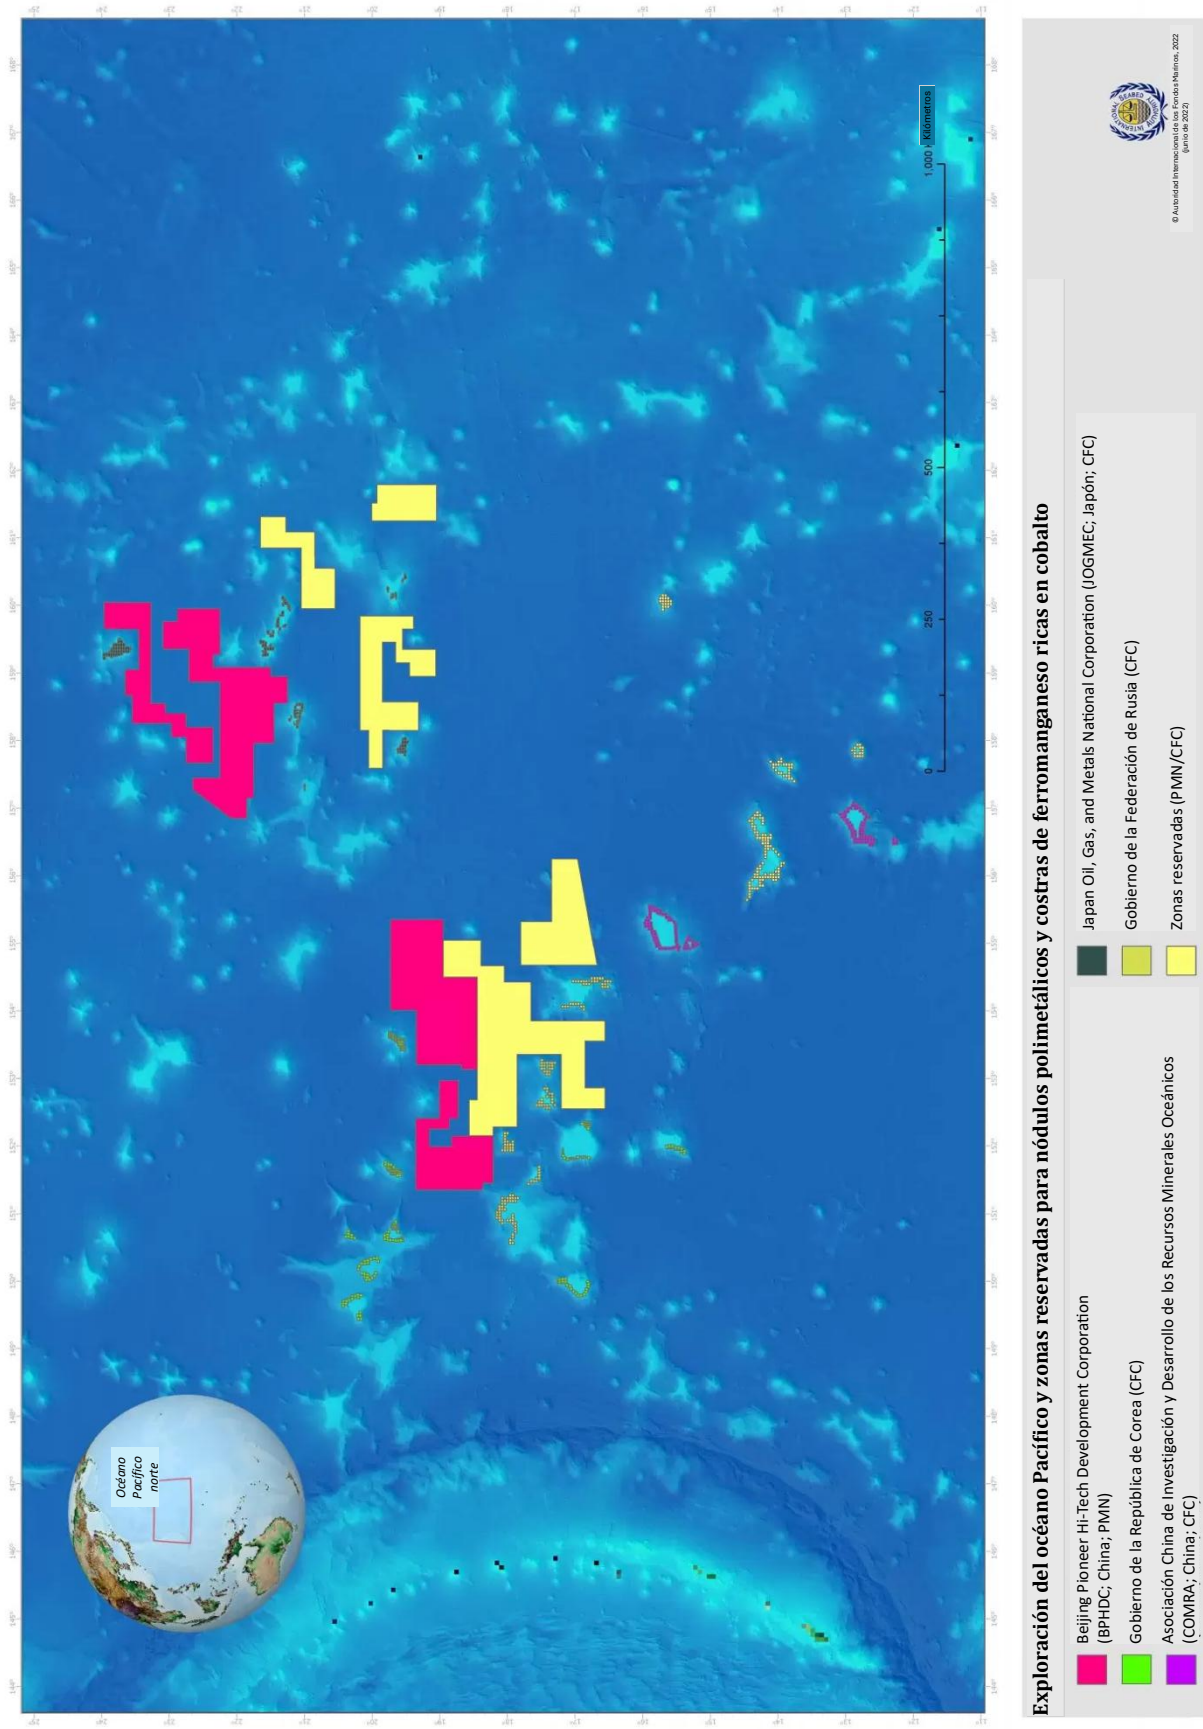 Océano
Pacífico
norte
0
250
500
1,000
Kilómetros
Exploración del océano Pacífico y zonas reservadas para nódulos polimetálicos y costras de ferromanganeso ricas en cobalto
Beijing Pioneer Hi-Tech Development Corporation
(BPHDC; China; PMN)
Gobierno de la República de Corea (CFC)
Asociación China de Investigación y Desarrollo de los Recursos Minerales Oceánicos
(COMRA; China; CFC)
Japan Oil, Gas, and Metals National Corporation (JOGMEC; Japón; CFC)
Gobierno de la Federación de Rusia (CFC)
Zonas reservadas (PMN/CFC)
INTERNATIONAL SEABED AUTHORITY
© Autoridad Internacional de los Fondos Marinos, 2022
(junio de 2022)